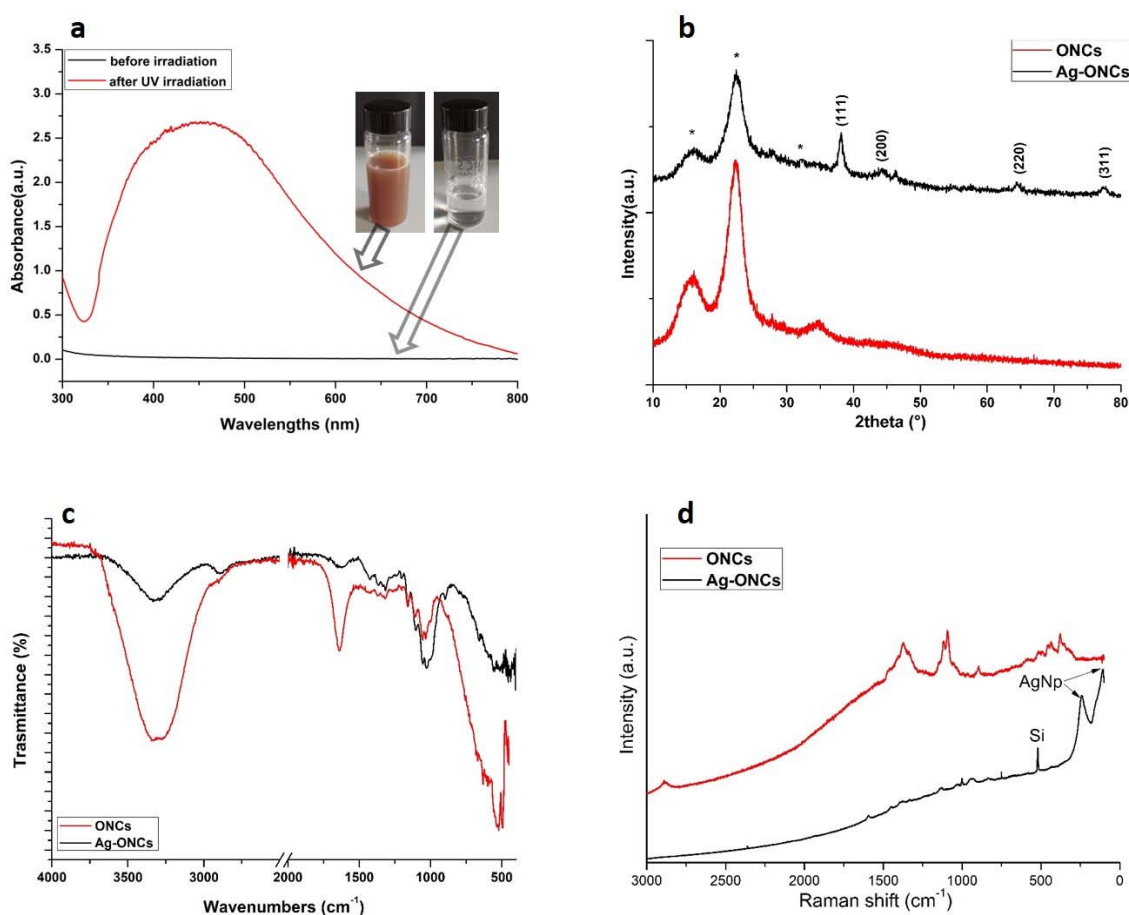 a
3.5
3.0
2.5
2.0
1.5
1.0
0.5
0.0
before irradiation
after UV irradiation
Absorbance(a.u.)
300 400 500 600 700 800
Wavelengths (nm)
b
ONCs
Ag-ONCs
*
*
*
(111)
(200)
(220)
(311)
Intensity(a.u.)
10 20 30 40 50 60 70 80
2theta (°)
c
Trasmittance (%)
ONCs
Ag-ONCs
4000 3500 3000 2000 1500 1000 500
Wavenumbers (cm-1)
d
ONCs
Ag-ONCs
AgNp
Si
Intensity (a.u.)
3000 2500 2000 1500 1000 500 0
Raman shift (cm-1)